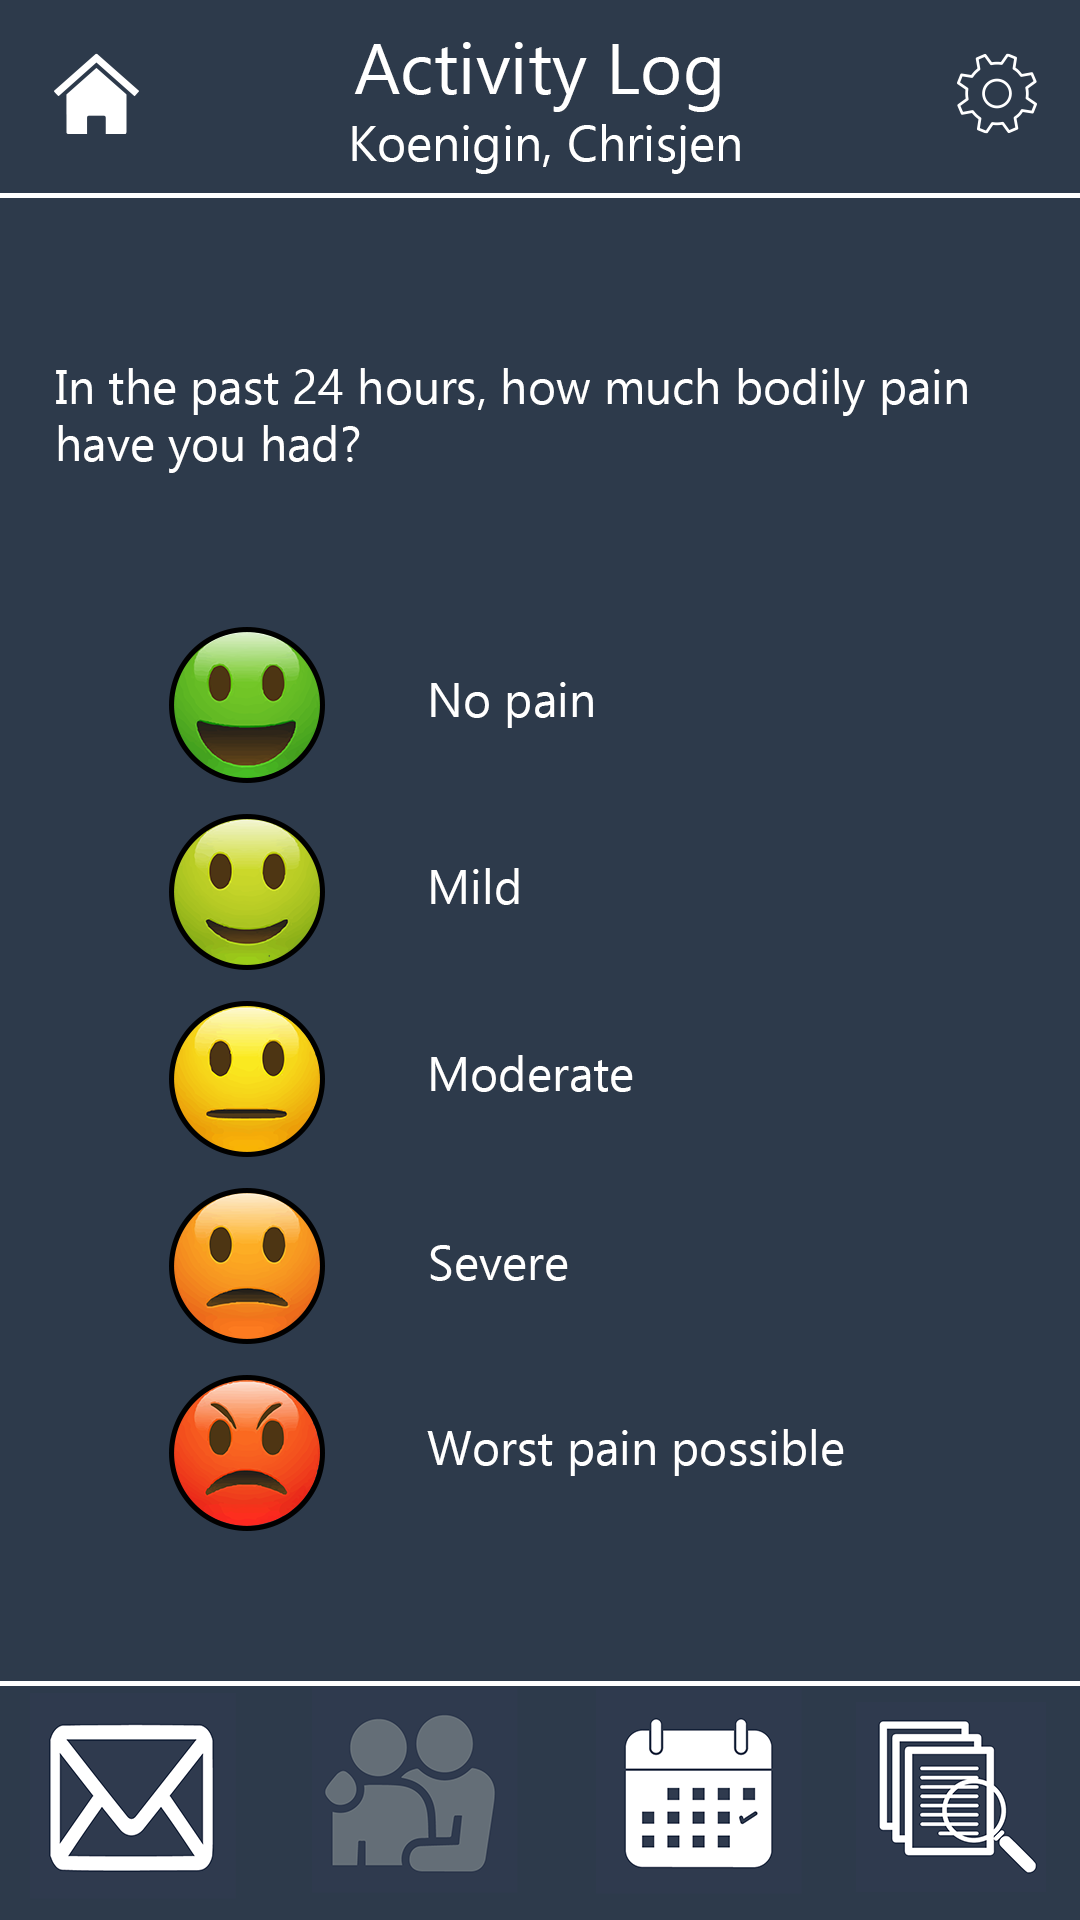 Activity Log
Koenigin, Chrisjen
In the past 24 hours, how much bodily pain
have you had?
No pain
Mild
Moderate
Severe
Worst pain possible